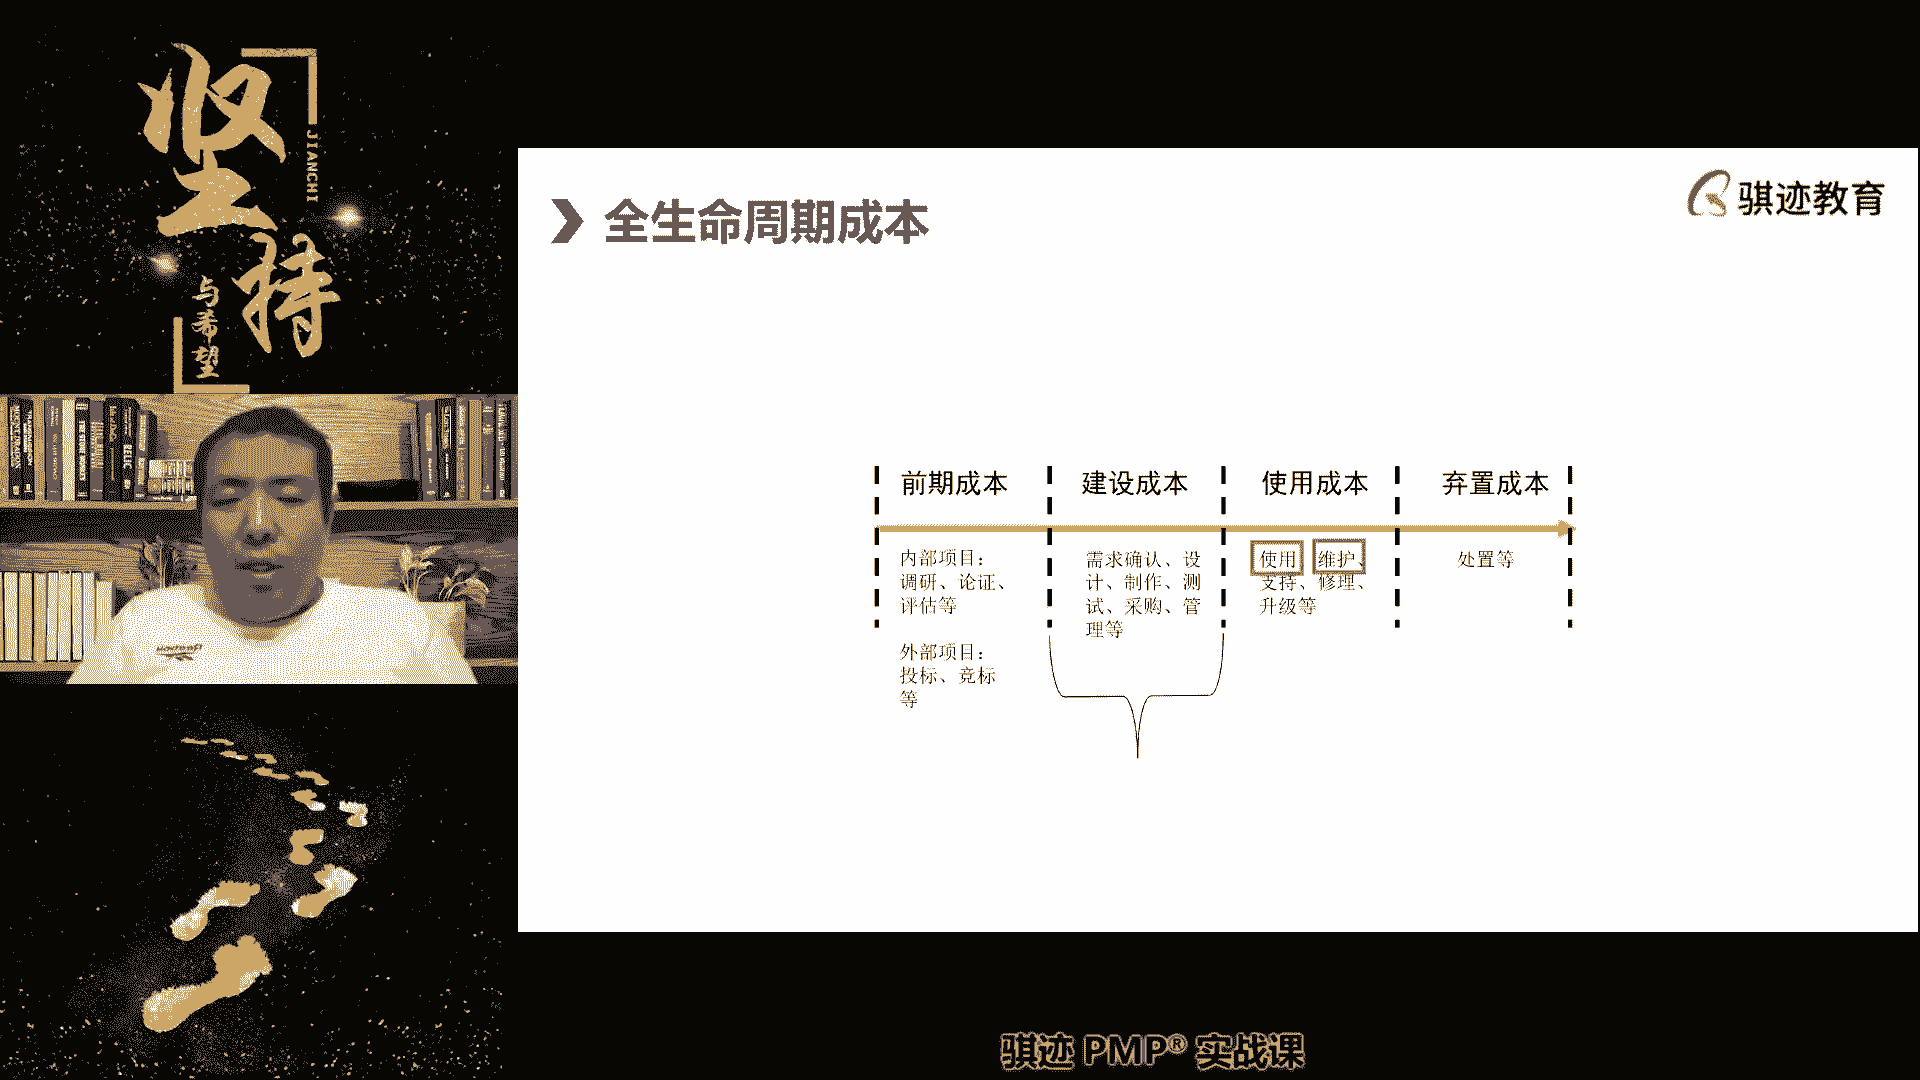 坚持
JIANCHI
与希望
骐迹教育
全生命周期成本
前期成本
建设成本
使用成本
弃置成本
内部项目：
调研、论证、
评估等
外部项目：
投标、竞标
等
需求确认、设
计、制作、测
试、采购、管
理等
使用、维护、
支持、修理、
升级等
处置等
骐迹 PMP® 实战课